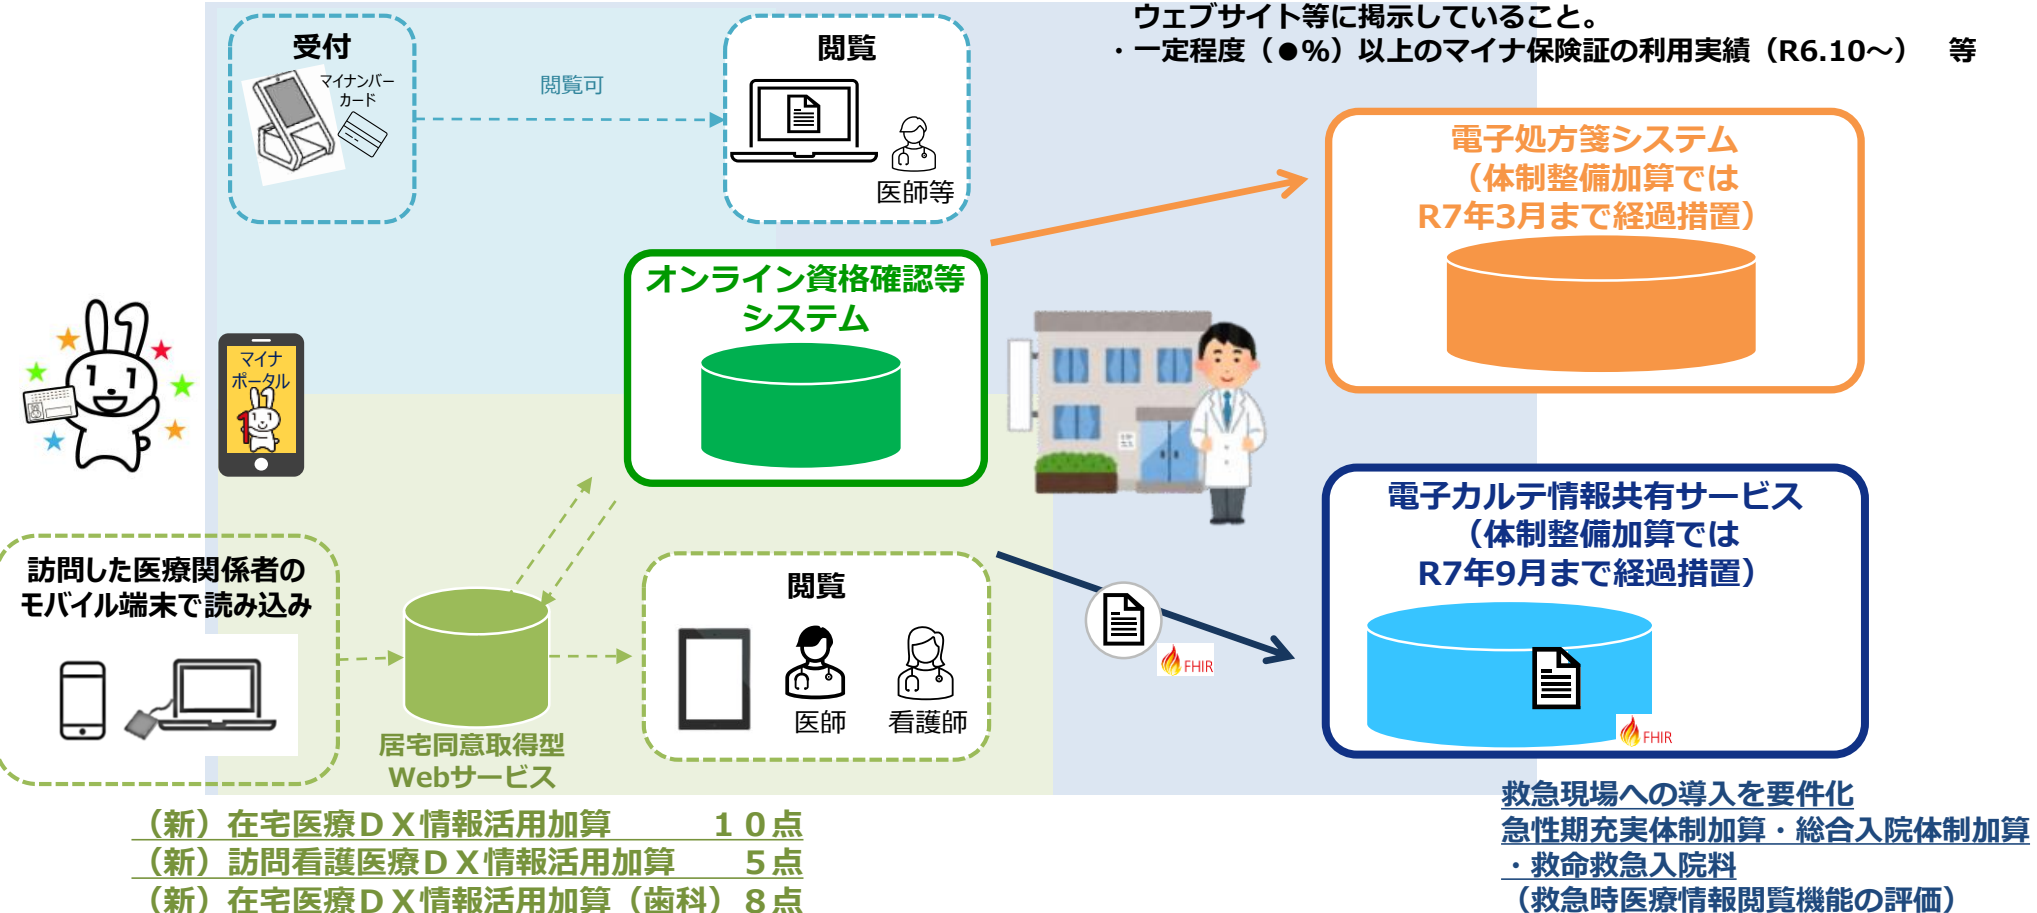 ウェブサイト等に掲示していること。
・一定程度（●%）以上のマイナ保険証の利用実績（R6.10～）　等
受付
マイナンバー
カード
閲覧可
閲覧
医師等
電子処方箋システム
（体制整備加算では
R7年3月まで経過措置）
オンライン資格確認等
システム
マイナ
ポータル
電子カルテ情報共有サービス
（体制整備加算では
R7年9月まで経過措置）
FHIR
FHIR
訪問した医療関係者の
モバイル端末で読み込み
居宅同意取得型
Webサービス
閲覧
医師
看護師
（新）在宅医療ＤＸ情報活用加算　　　１０点
（新）訪問看護医療ＤＸ情報活用加算　　５点
（新）在宅医療ＤＸ情報活用加算（歯科）８点
救急現場への導入を要件化
急性期充実体制加算・総合入院体制加算
・救命救急入院料
（救急時医療情報閲覧機能の評価）